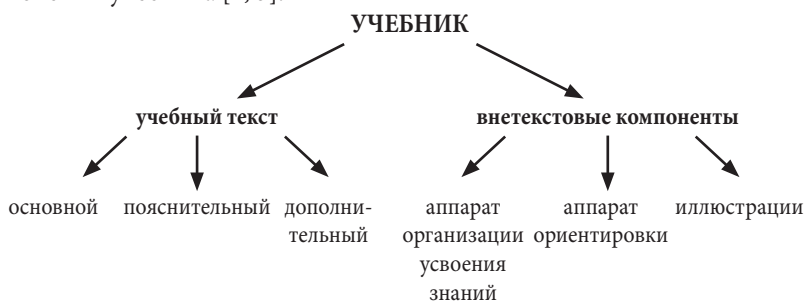 УЧЕБНИК
учебный текст внетекстовые компоненты
основной пояснительный дополни- аппарат аппарат иллюстрации
тельный организации ориентировки
усвоения
знаний